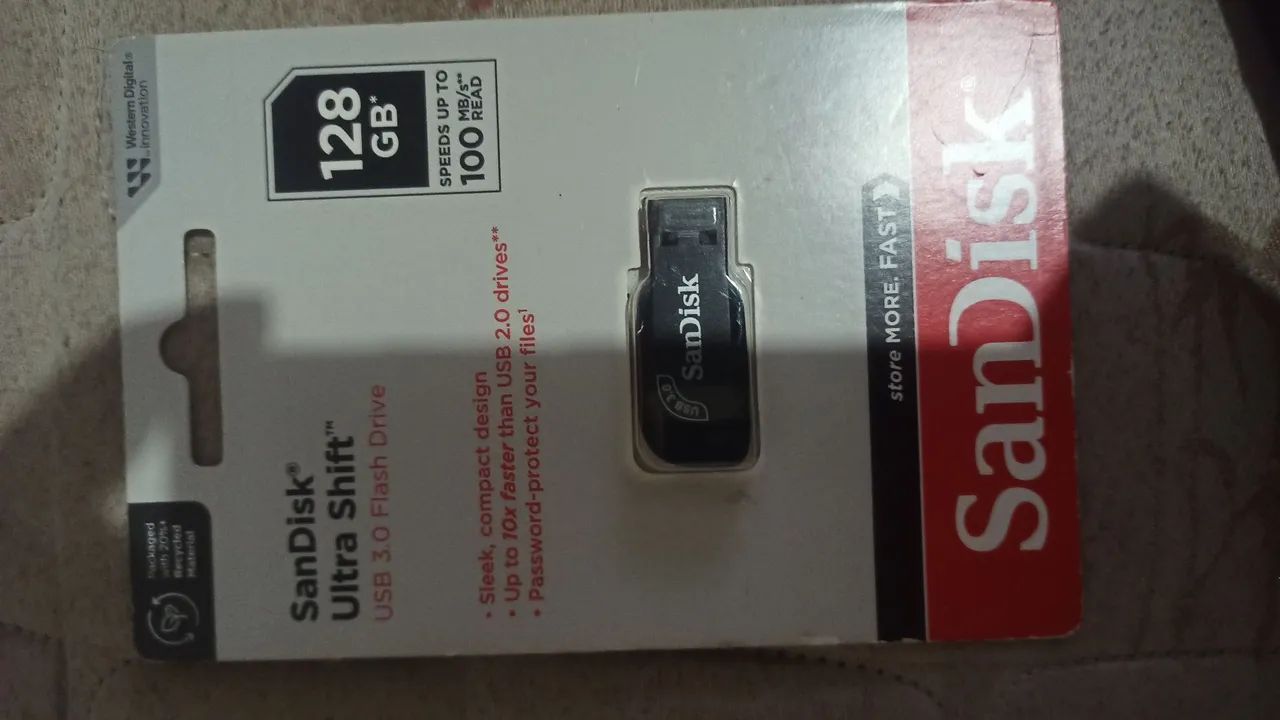 Western Digital®
Innovation
128
GB*
SPEEDS UP TO
100 MB/s**
READ
Packaged
with 20%+
Recycled
Material
SanDisk®
Ultra Shift™
USB 3.0 Flash Drive
• Sleek, compact design
• Up to 10x faster than USB 2.0 drives**
• Password-protect your files¹
USB 3.0
SanDisk
store MORE. FAST
SanDisk®